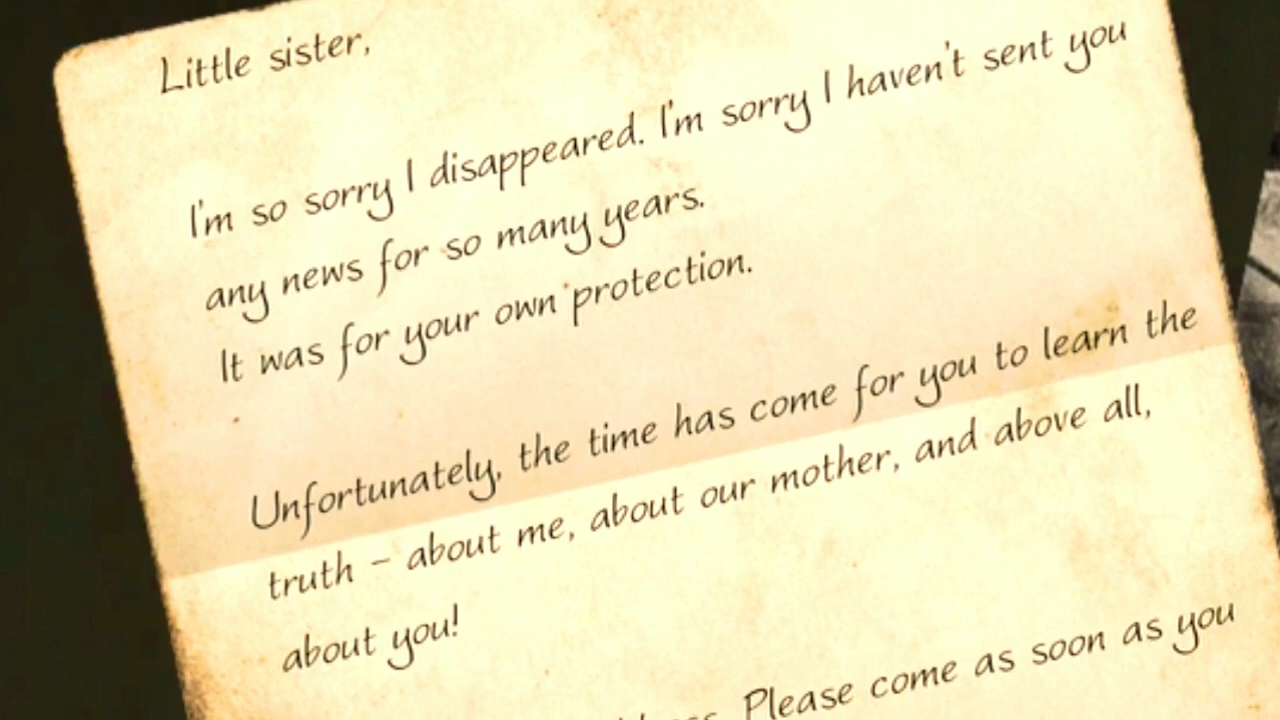 Little sister,
I'm so sorry I disappeared. I'm sorry I haven't sent you
any news for so many years.
It was for your own protection.
Unfortunately, the time has come for you to learn the
truth – about me, about our mother, and above all,
about you!
Please come as soon as you